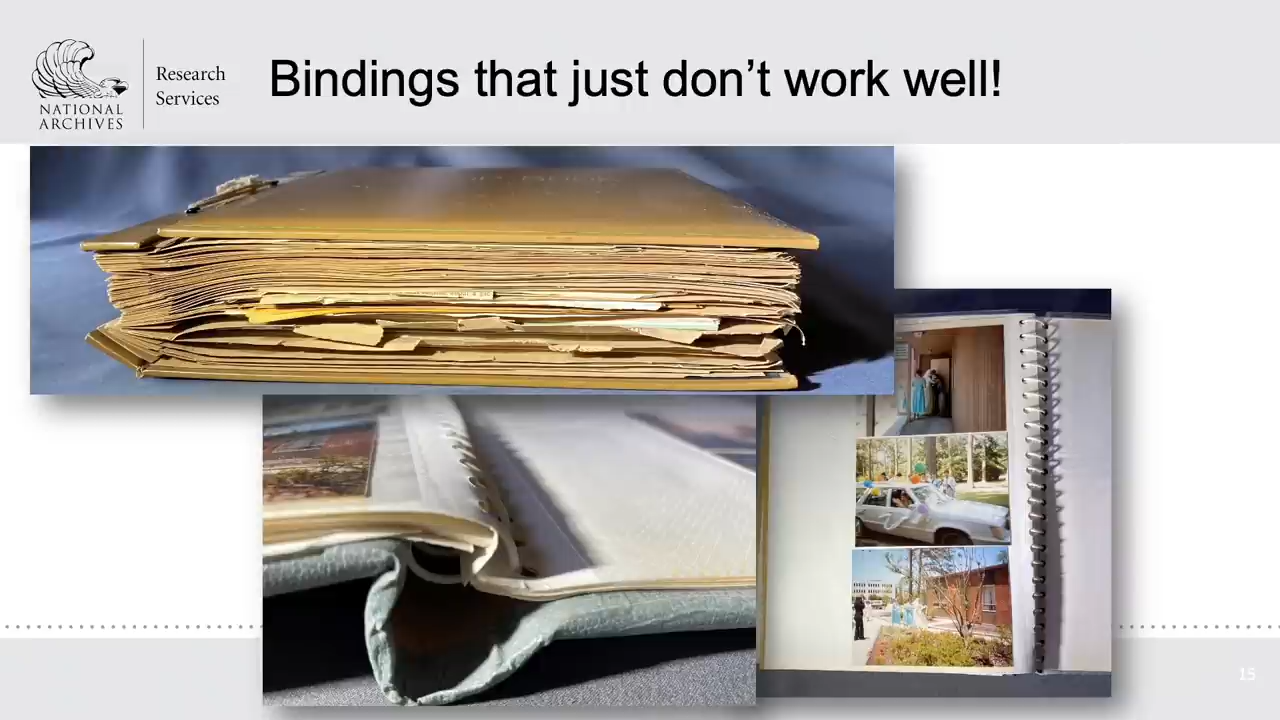 NATIONAL
ARCHIVES
Research
Services
Bindings that just don't work well!
15